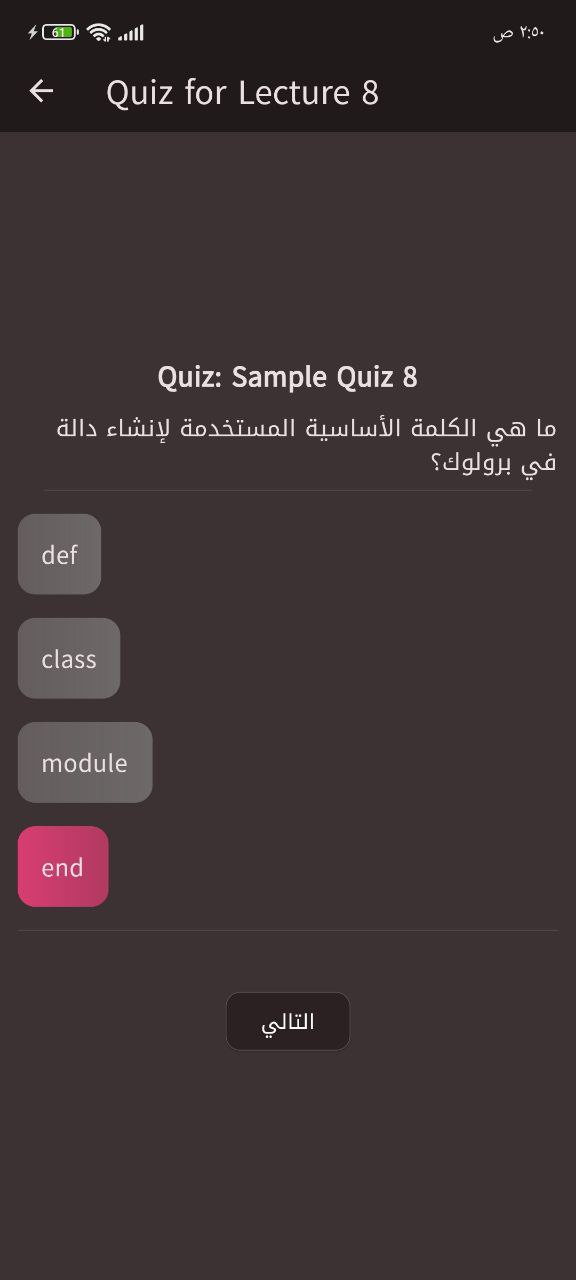 61
٢:٥٠ ص
Quiz for Lecture 8
Quiz: Sample Quiz 8
ما هي الكلمة الأساسية المستخدمة لإنشاء دالة
في برولوك؟
def
class
module
end
التالي